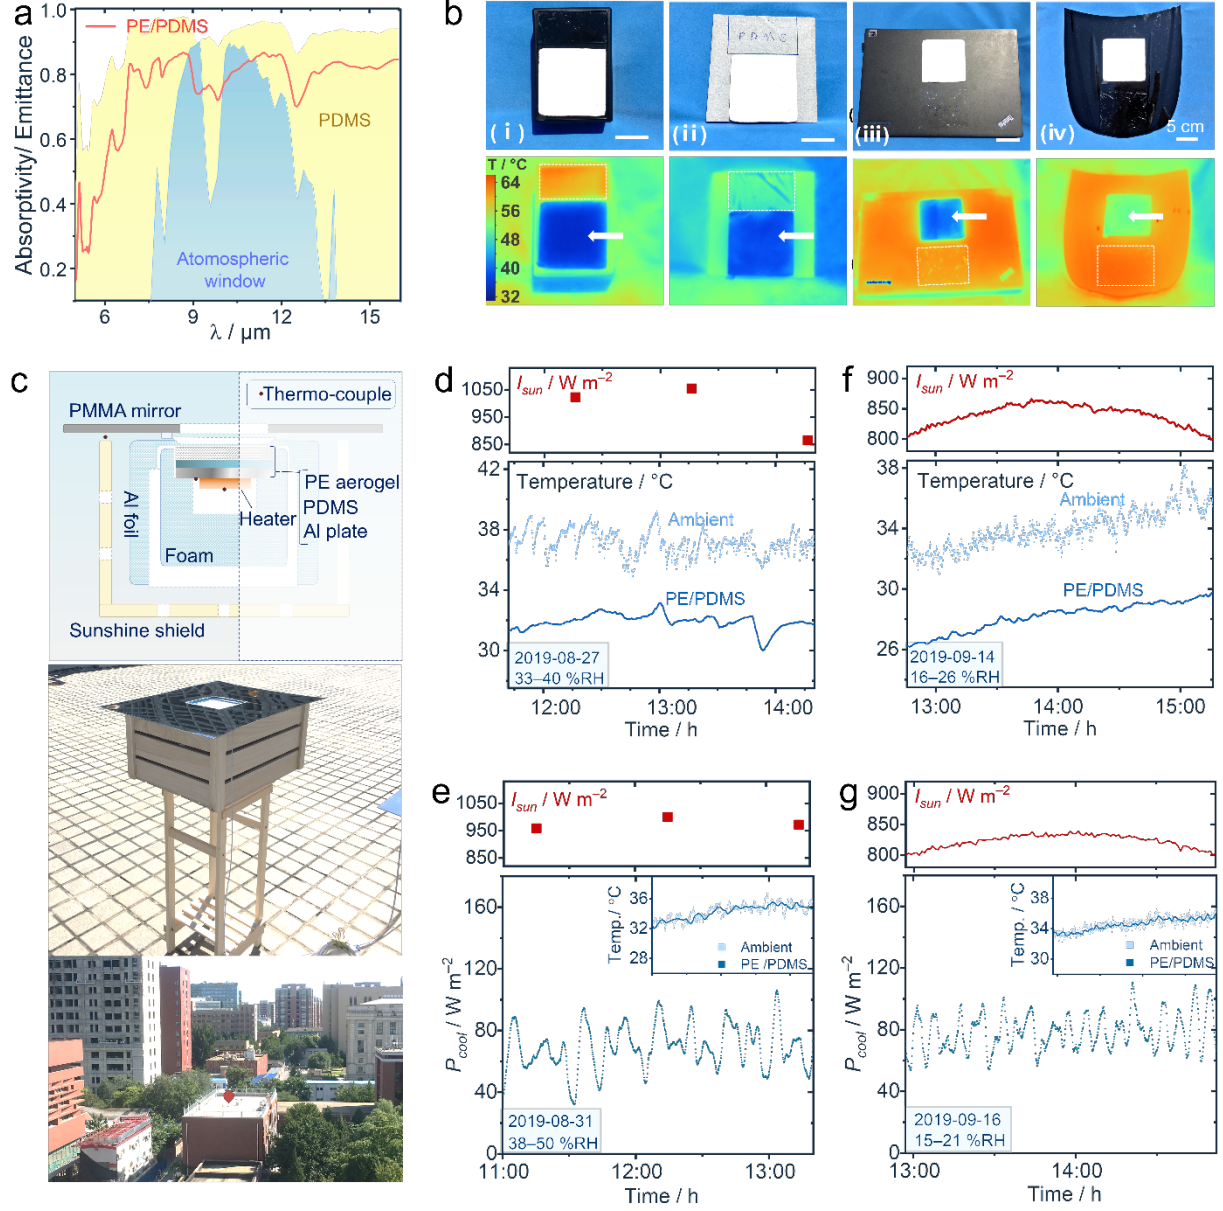 a
PE/PDMS
PDMS
Atomospheric
window
Absorptivity/ Emittance
1.0
0.8
0.6
0.4
0.2
6
9
12
15
λ / μm
b
PDMS
(i)
(ii)
(iii)
(iv)
5 cm
T / °C
64
56
48
40
32
c
Thermo-couple
PMMA mirror
Al foil
PE aerogel
PDMS
Heater
Al plate
Foam
Sunshine shield
d
I_sun / W m⁻²
1050
950
850
Temperature / °C
42
38
34
30
Ambient
PE/PDMS
2019-08-27
33–40 %RH
12:00
13:00
14:00
Time / h
f
I_sun / W m⁻²
900
850
800
Temperature / °C
38
34
30
26
Ambient
PE/PDMS
2019-09-14
16–26 %RH
13:00
14:00
15:00
Time / h
e
I_sun / W m⁻²
1050
950
850
P_cool / W m⁻²
160
120
80
40
0
Temp./ °C
36
32
28
Ambient
PE /PDMS
2019-08-31
38–50 %RH
11:00
12:00
13:00
Time / h
g
I_sun / W m⁻²
900
850
800
P_cool / W m⁻²
160
120
80
40
0
Temp. / °C
38
34
30
Ambient
PE/PDMS
2019-09-16
15–21 %RH
13:00
14:00
Time / h